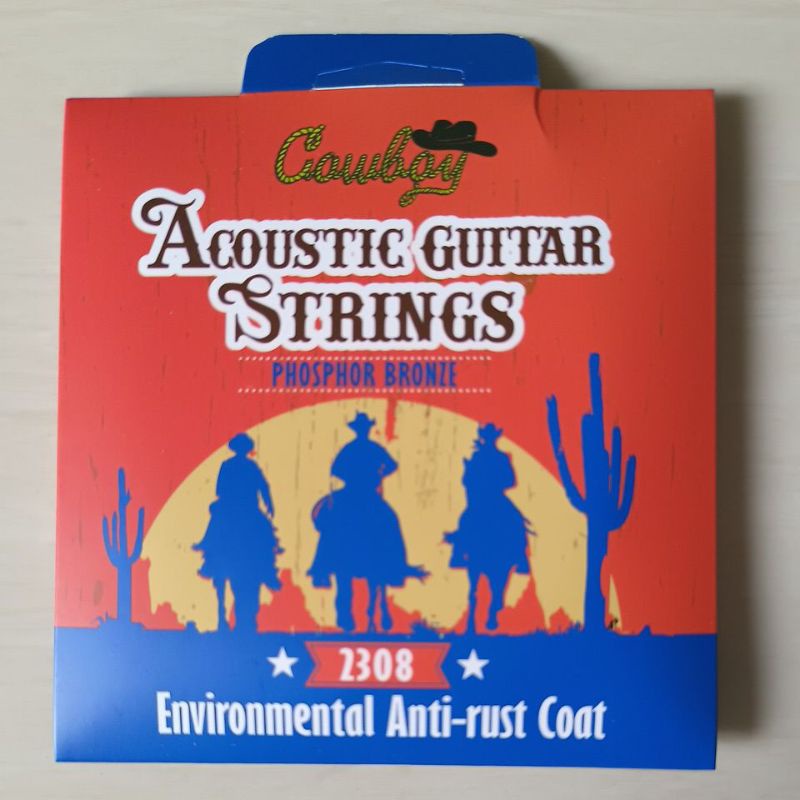 Cowboy
ACOUSTIC GUITAR
STRINGS
PHOSPHOR BRONZE
2308
Environmental Anti-rust Coat